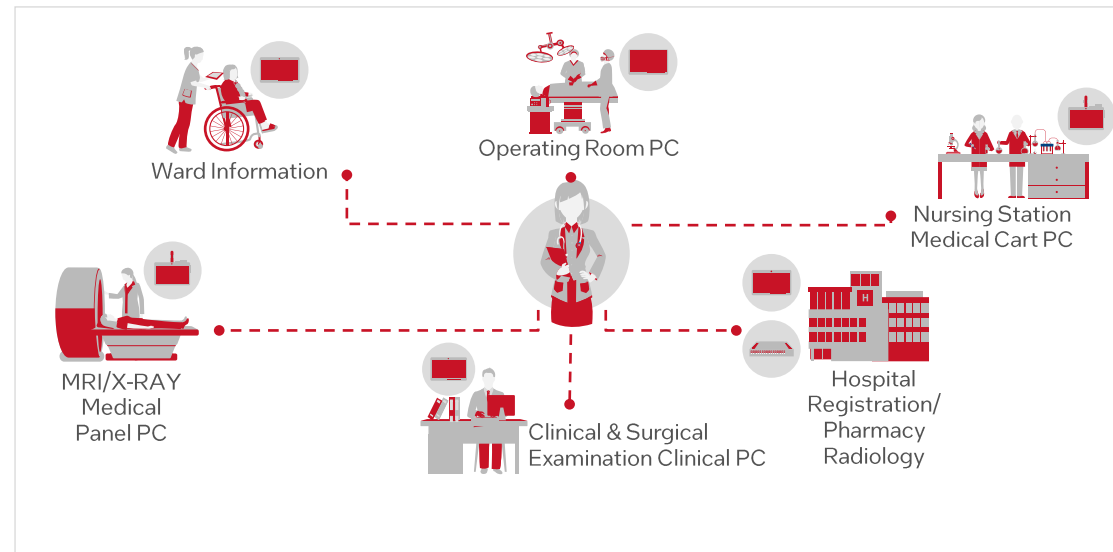 Ward Information
Operating Room PC
Nursing Station
Medical Cart PC
MRI/X-RAY
Medical
Panel PC
Clinical & Surgical
Examination Clinical PC
H
Hospital
Registration/
Pharmacy
Radiology